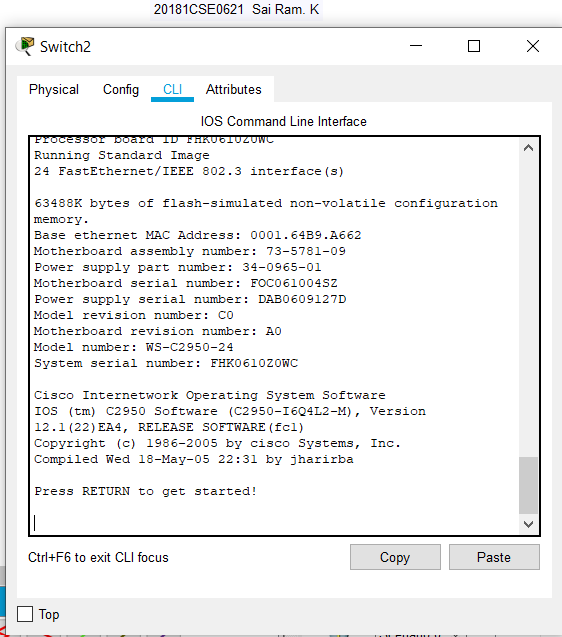 20181CSE0621 Sai Ram. K
Switch2
Physical Config CLI Attributes
IOS Command Line Interface
Processor board ID FHK0610Z0WC
Running Standard Image
24 FastEthernet/IEEE 802.3 interface(s)
63488K bytes of flash-simulated non-volatile configuration
memory.
Base ethernet MAC Address: 0001.64B9.A662
Motherboard assembly number: 73-5781-09
Power supply part number: 34-0965-01
Motherboard serial number: FOC061004SZ
Power supply serial number: DAB0609127D
Model revision number: C0
Motherboard revision number: A0
Model number: WS-C2950-24
System serial number: FHK0610Z0WC
Cisco Internetwork Operating System Software
IOS (tm) C2950 Software (C2950-I6Q4L2-M), Version
12.1(22)EA4, RELEASE SOFTWARE(fc1)
Copyright (c) 1986-2005 by cisco Systems, Inc.
Compiled Wed 18-May-05 22:31 by jharirba
Press RETURN to get started!
Ctrl+F6 to exit CLI focus
Copy Paste
Top